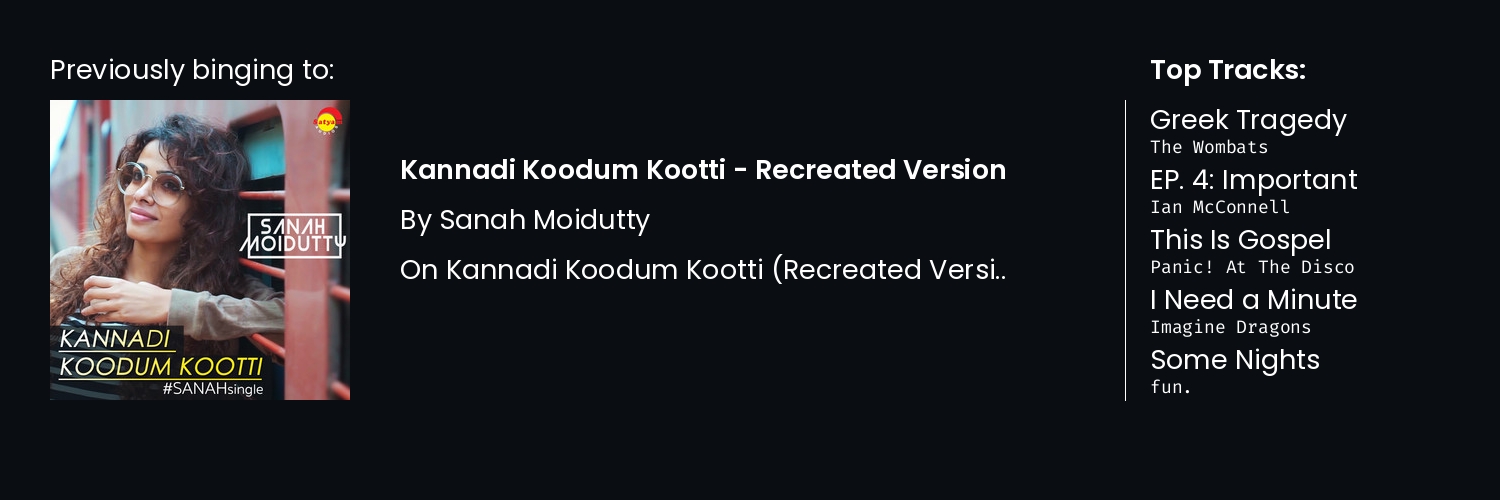 Previously binging to:
Satyam
AUDIOS
SANAH
MOIDUTTY
KANNADI
KOODUM KOOTTI
#SANAHsingle
Kannadi Koodum Kootti - Recreated Version
By Sanah Moidutty
On Kannadi Koodum Kootti (Recreated Versi..
Top Tracks:
Greek Tragedy
The Wombats
EP. 4: Important
Ian McConnell
This Is Gospel
Panic! At The Disco
I Need a Minute
Imagine Dragons
Some Nights
fun.